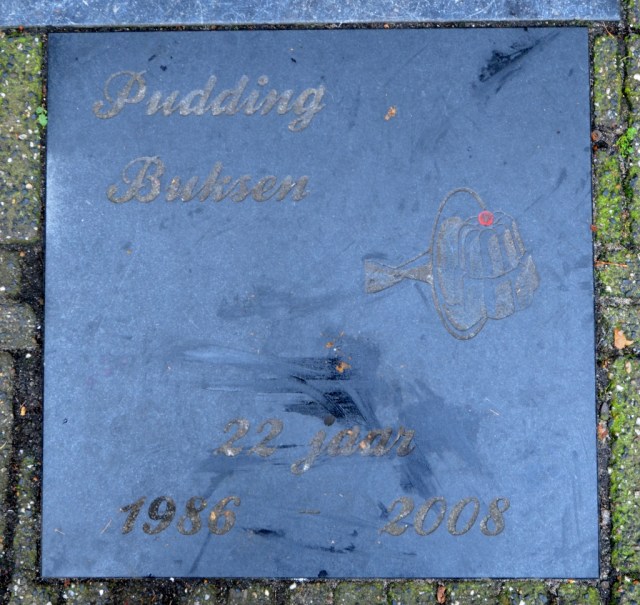 Pudding
Buksen
22 jaar
1986 - 2008